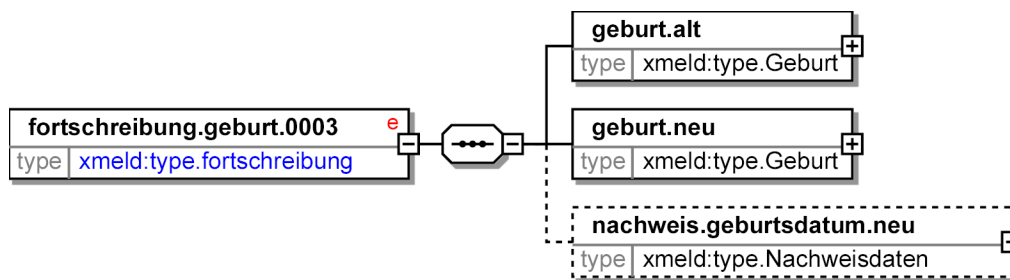 geburt.alt
type xmeld:type.Geburt
fortschreibung.geburt.0003 e
type xmeld:type.fortschreibung
geburt.neu
type xmeld:type.Geburt
nachweis.geburtsdatum.neu
type xmeld:type.Nachweisdaten